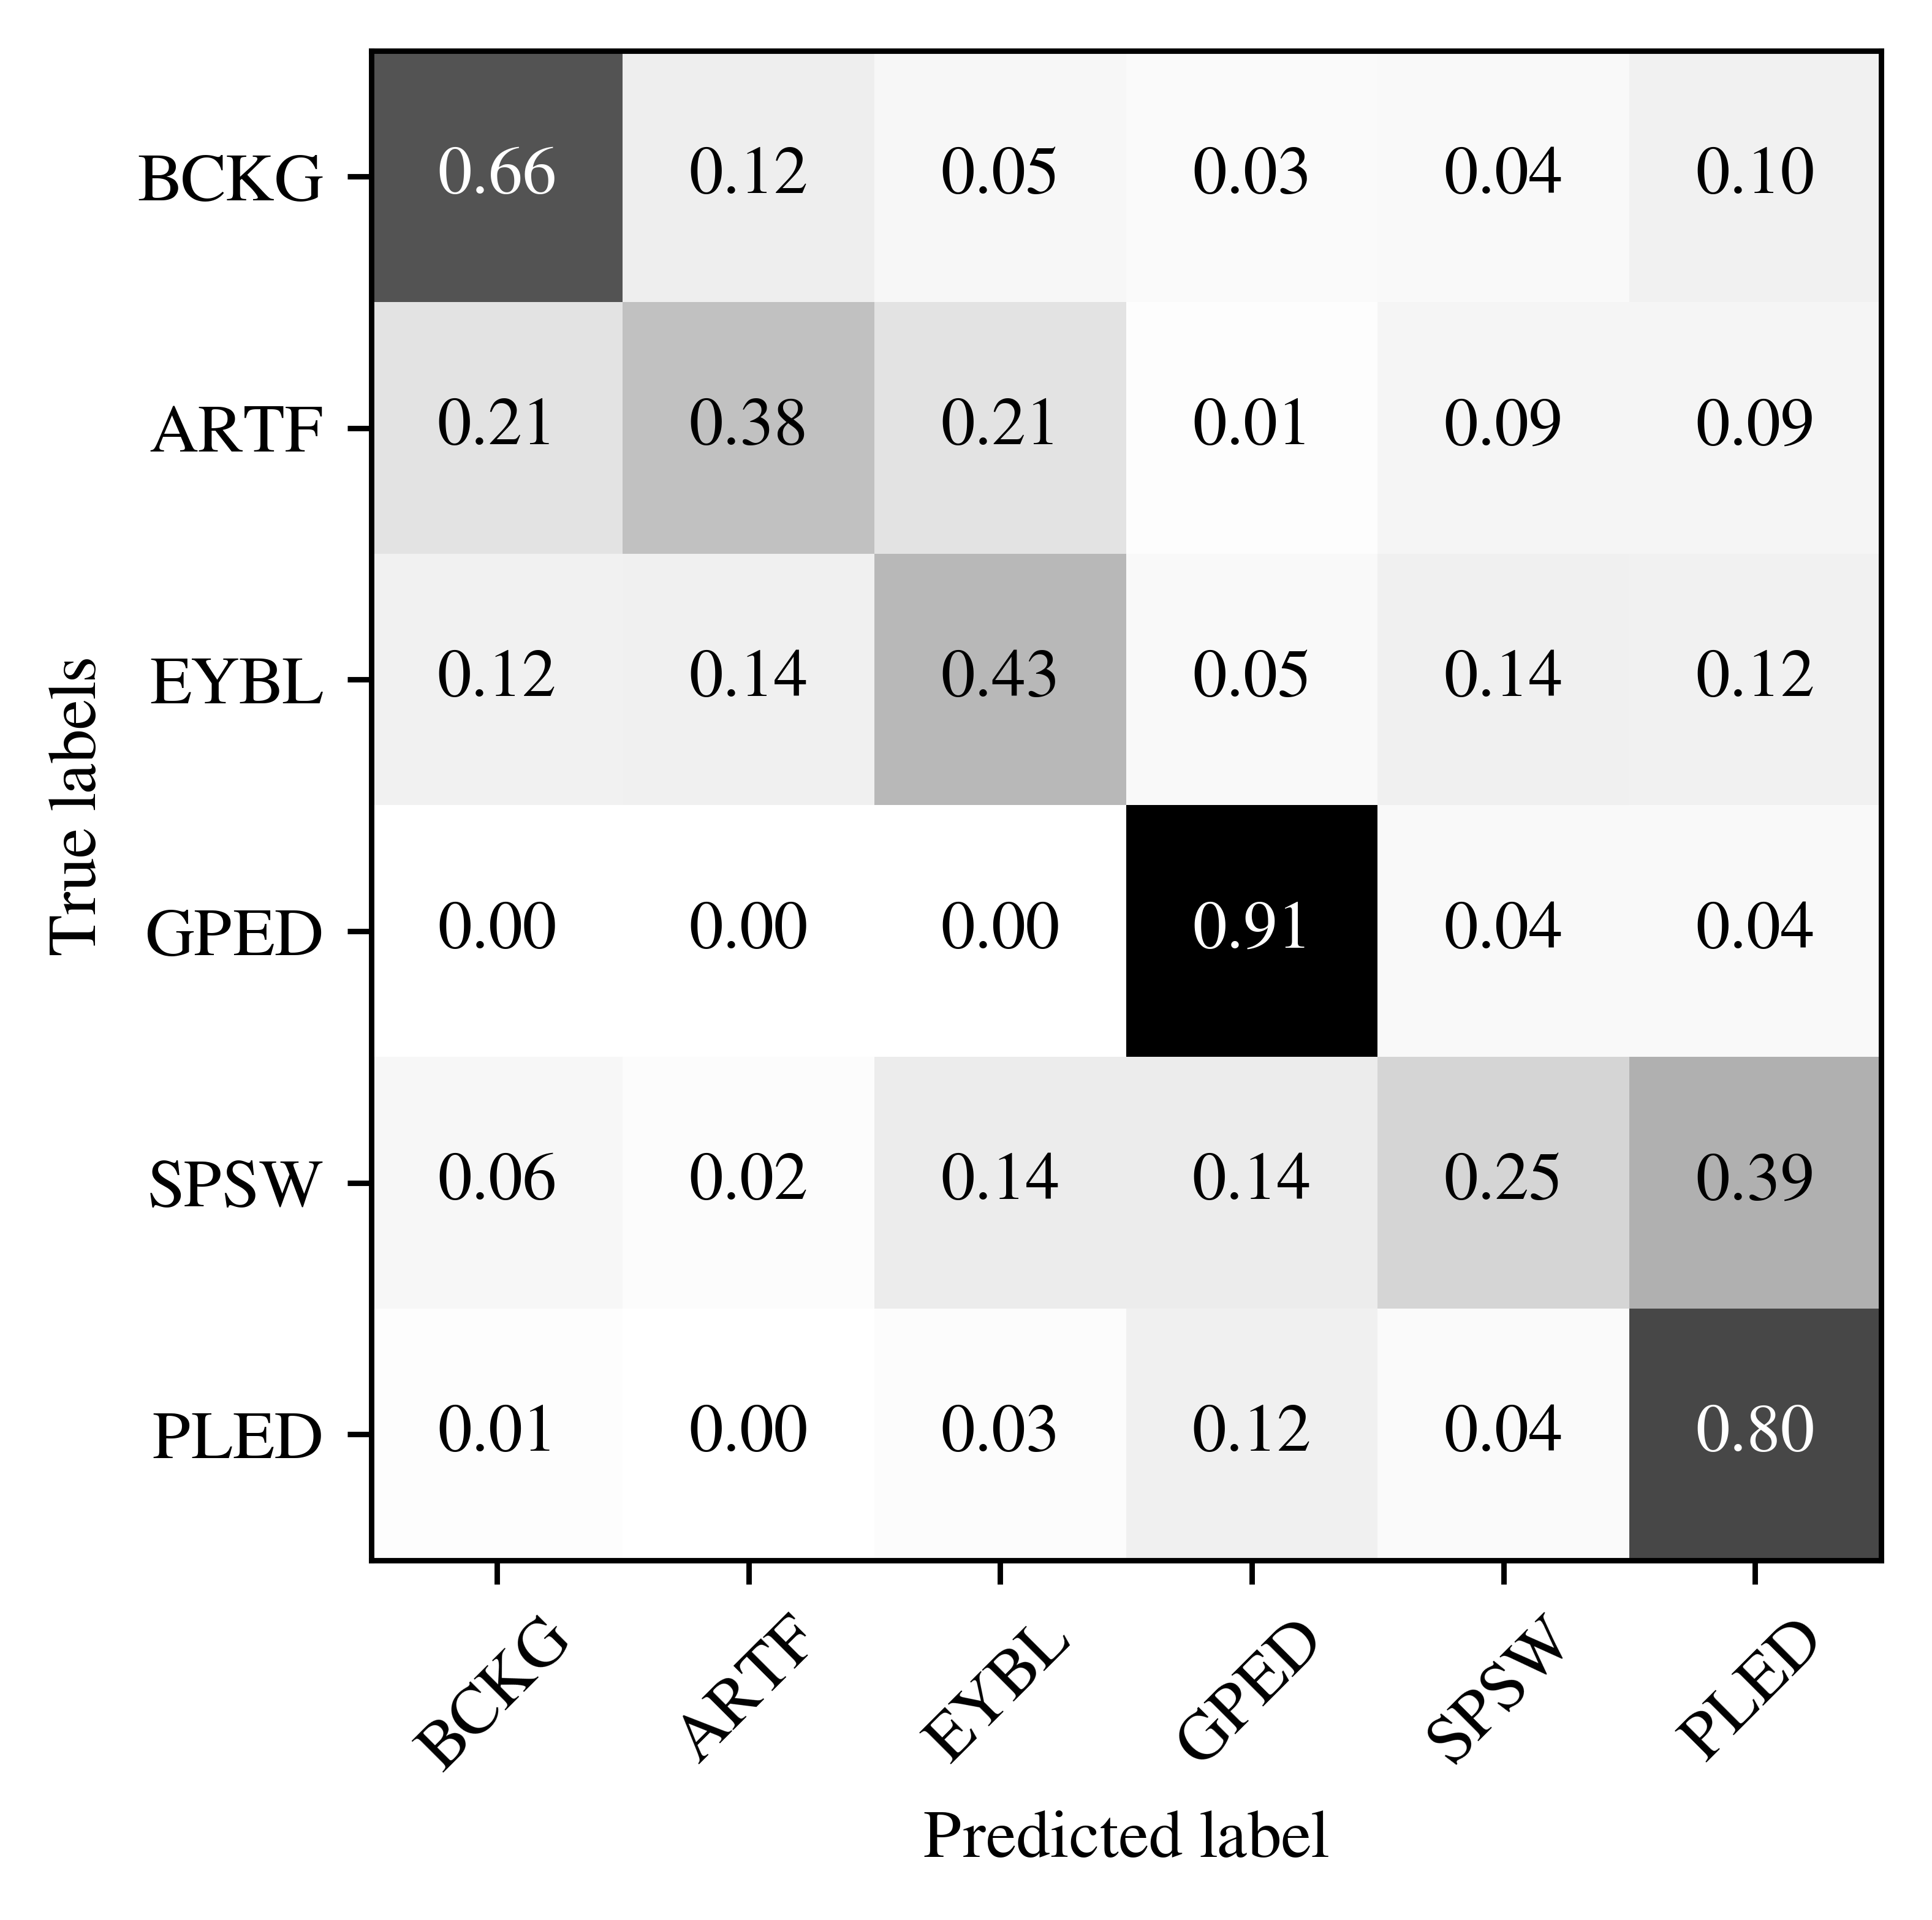 BCKG 0.66 0.12 0.05 0.03 0.04 0.10
ARTF 0.21 0.38 0.21 0.01 0.09 0.09
EYBL 0.12 0.14 0.43 0.05 0.14 0.12
GPED 0.00 0.00 0.00 0.91 0.04 0.04
SPSW 0.06 0.02 0.14 0.14 0.25 0.39
PLED 0.01 0.00 0.03 0.12 0.04 0.80
True labels
BCKG ARTF EYBL GPED SPSW PLED
Predicted label